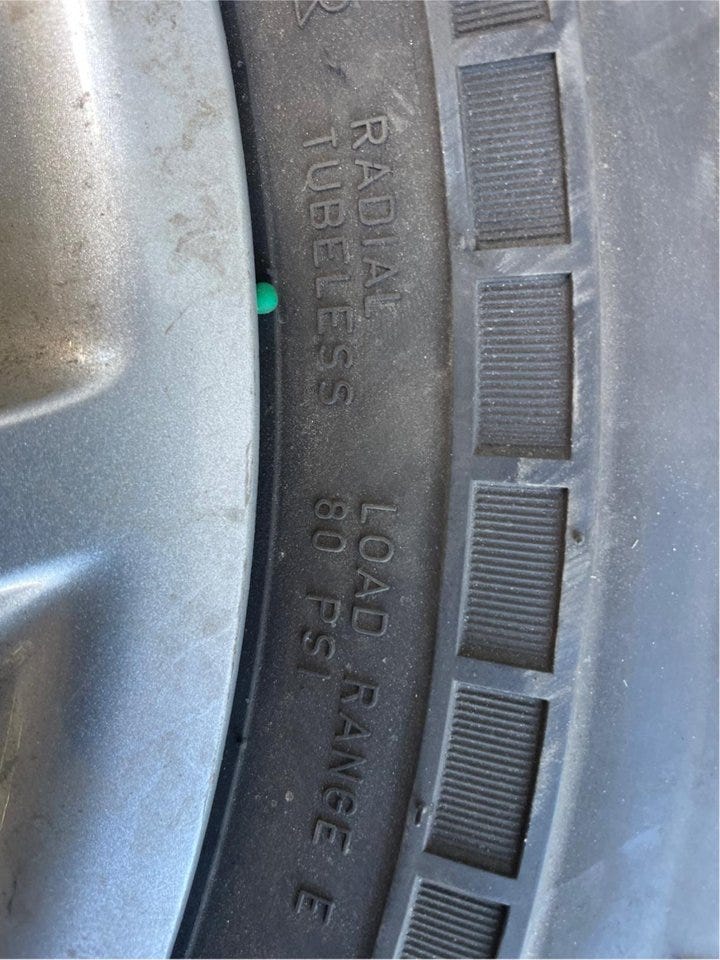 RADIAL
TUBELESS
LOAD RANGE E
80 PSI